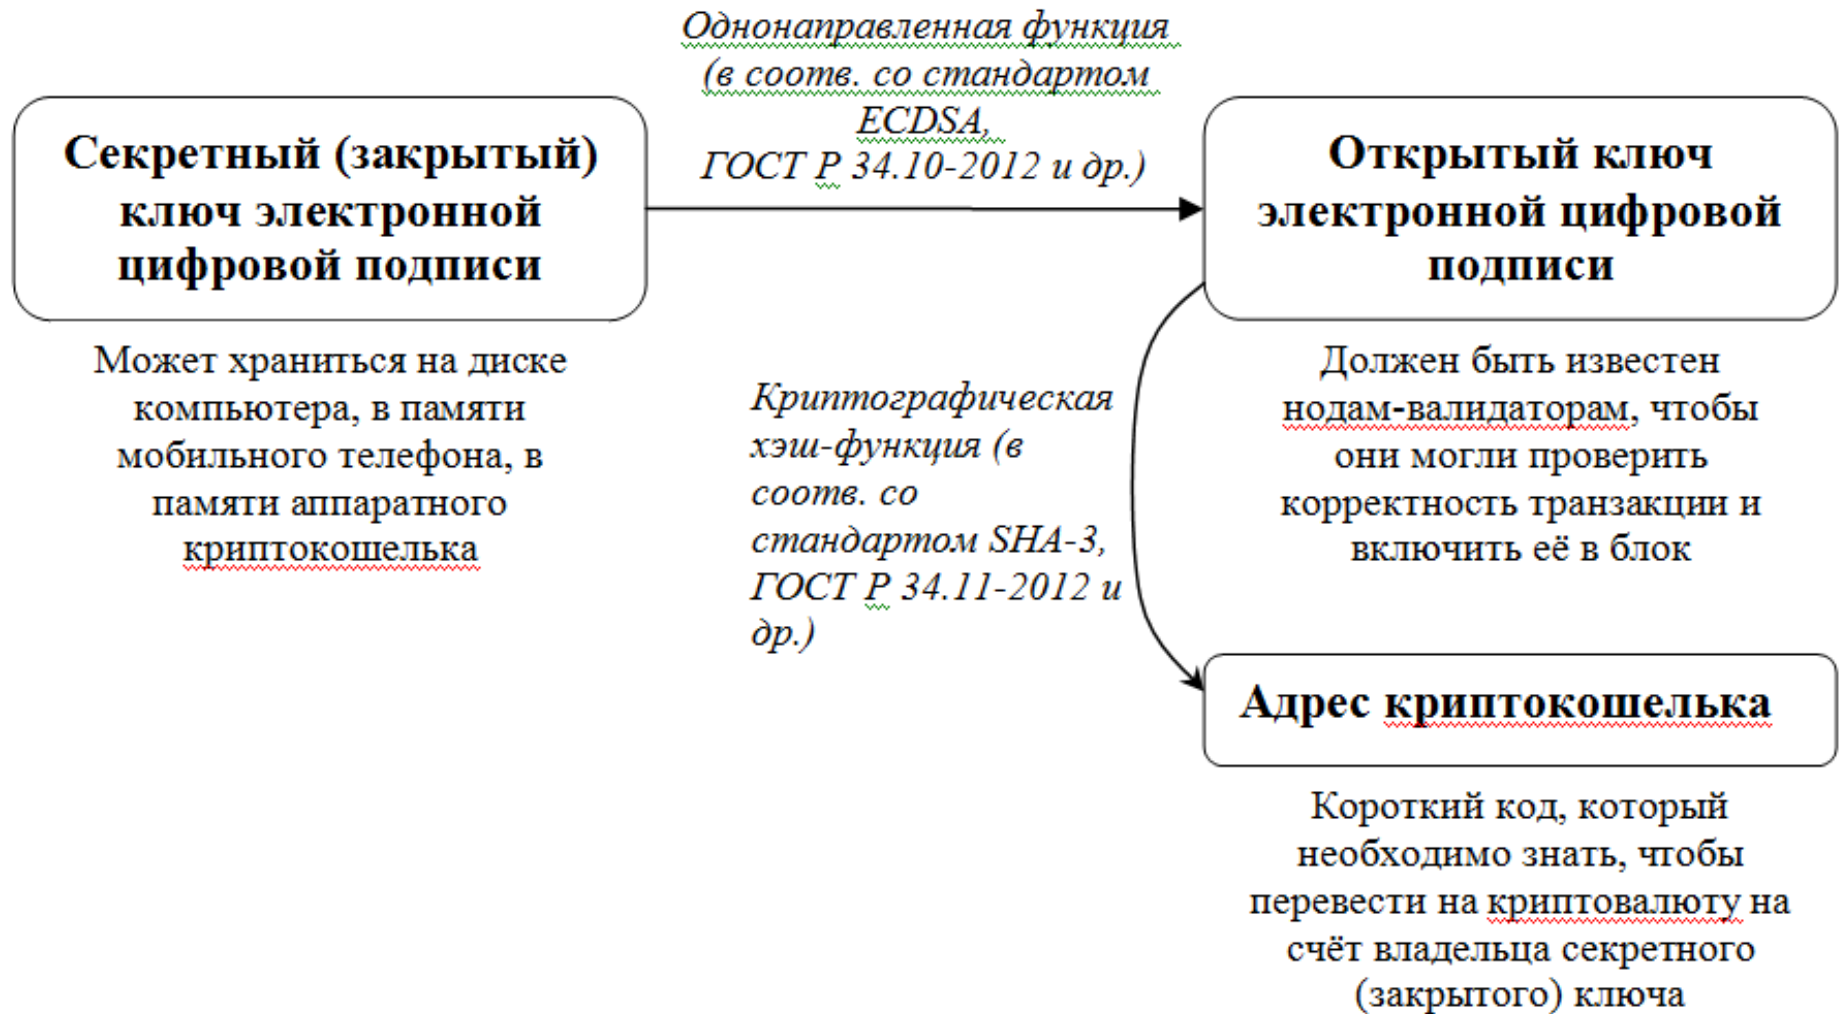 Однонаправленная функция
(в соотв. со стандартом
ECDSA,
ГОСТ Р 34.10-2012 и др.)
Секретный (закрытый)
ключ электронной
цифровой подписи
Открытый ключ
электронной цифровой
подписи
Может храниться на диске
компьютера, в памяти
мобильного телефона, в
памяти аппаратного
криптокошелька
Криптографическая
хэш-функция (в
соотв. со
стандартом SHA-3,
ГОСТ Р 34.11-2012 и
др.)
Должен быть известен
нодам-валидаторам, чтобы
они могли проверить
корректность транзакции и
включить её в блок
Адрес криптокошелька
Короткий код, который
необходимо знать, чтобы
перевести на криптовалюту на
счёт владельца секретного
(закрытого) ключа